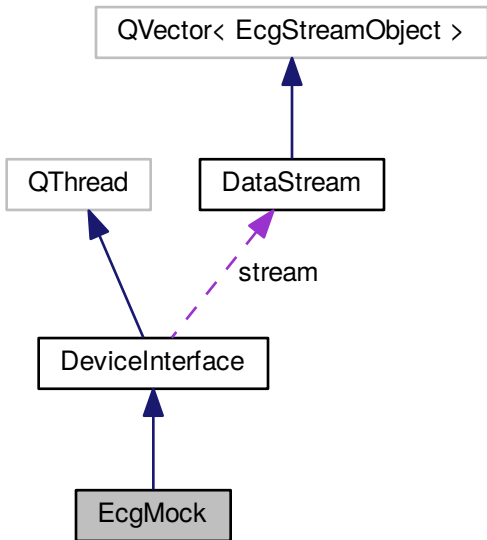 QVector< EcgStreamObject >
QThread
DataStream
stream
DeviceInterface
EcgMock